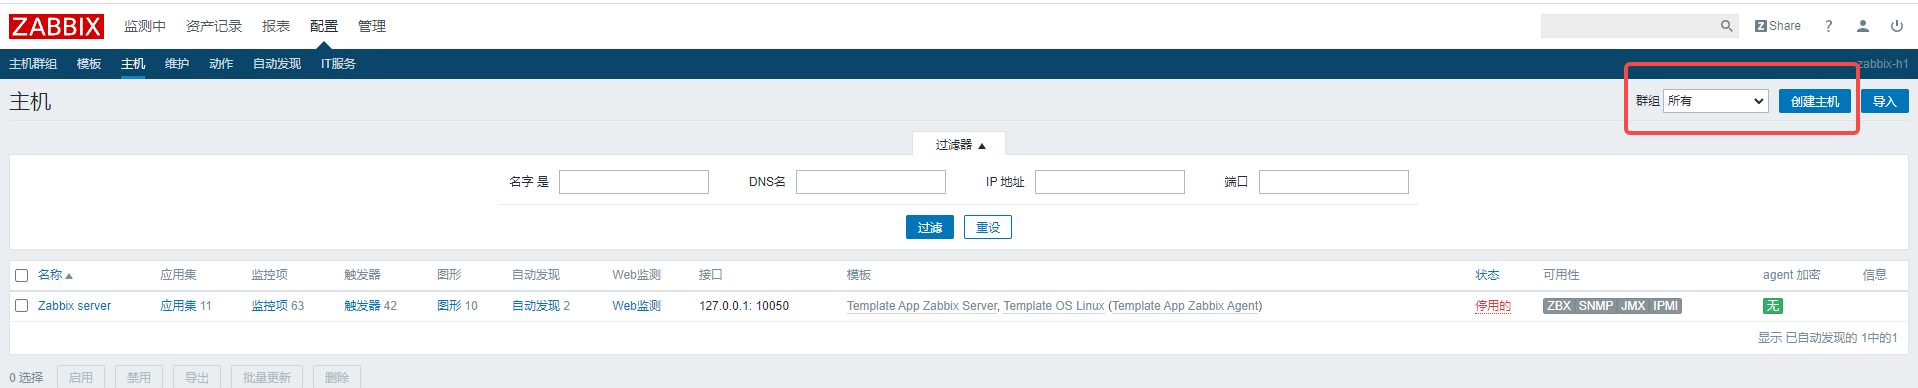 ZABBIX 监测中 资产记录 报表 配置 管理 Z Share ?
主机群组 模板 主机 维护 动作 自动发现 IT服务 zabbix-h1
主机 群组 所有 创建主机 导入
过滤器 ▲
名字 是 DNS名 IP 地址 端口
过滤 重设
名称 应用集 监控项 触发器 图形 自动发现 Web监测 接口 模板 状态 可用性 agent 加密 信息
Zabbix server 应用集 11 监控项 63 触发器 42 图形 10 自动发现 2 Web监测 127.0.0.1: 10050 Template App Zabbix Server, Template OS Linux (Template App Zabbix Agent) 停用的 ZBX SNMP JMX IPMI 无
显示 已自动发现的 1中的1
0 选择 启用 禁用 导出 批量更新 删除